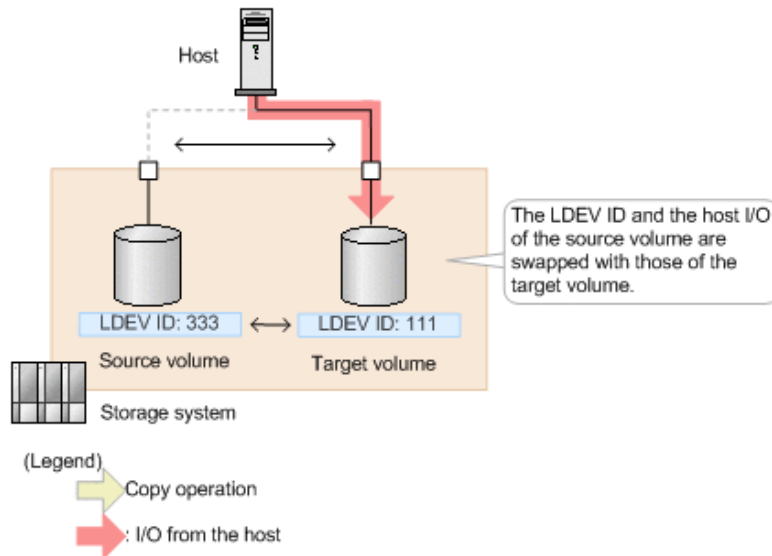 Host
The LDEV ID and the host I/O
of the source volume are
swapped with those of the
target volume.
LDEV ID: 333
LDEV ID: 111
Source volume
Target volume
Storage system
(Legend)
Copy operation
: I/O from the host